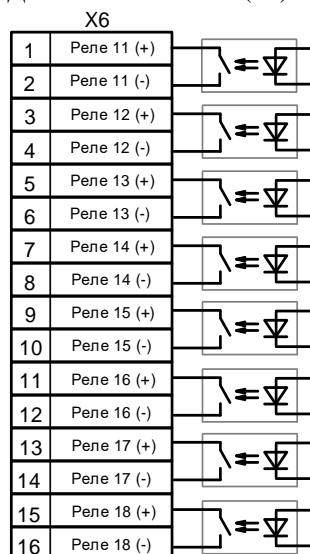 X6
1 Реле 11 (+)
2 Реле 11 (-)
3 Реле 12 (+)
4 Реле 12 (-)
5 Реле 13 (+)
6 Реле 13 (-)
7 Реле 14 (+)
8 Реле 14 (-)
9 Реле 15 (+)
10 Реле 15 (-)
11 Реле 16 (+)
12 Реле 16 (-)
13 Реле 17 (+)
14 Реле 17 (-)
15 Реле 18 (+)
16 Реле 18 (-)